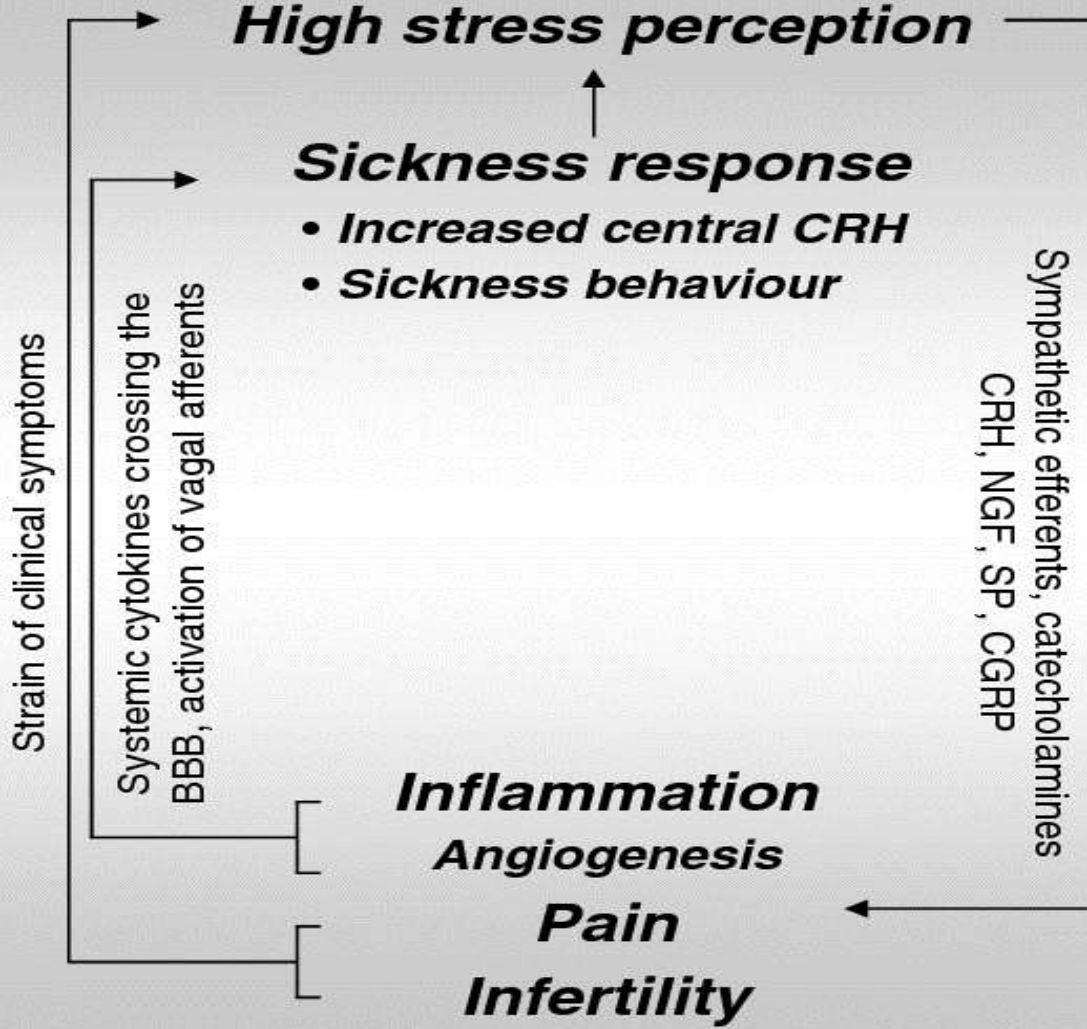 High stress perception
Sickness response
• Increased central CRH
• Sickness behaviour
Strain of clinical symptoms
Systemic cytokines crossing the
BBB, activation of vagal afferents
Sympathetic efferents, catecholamines
CRH, NGF, SP, CGRP
Inflammation
Angiogenesis
Pain
Infertility